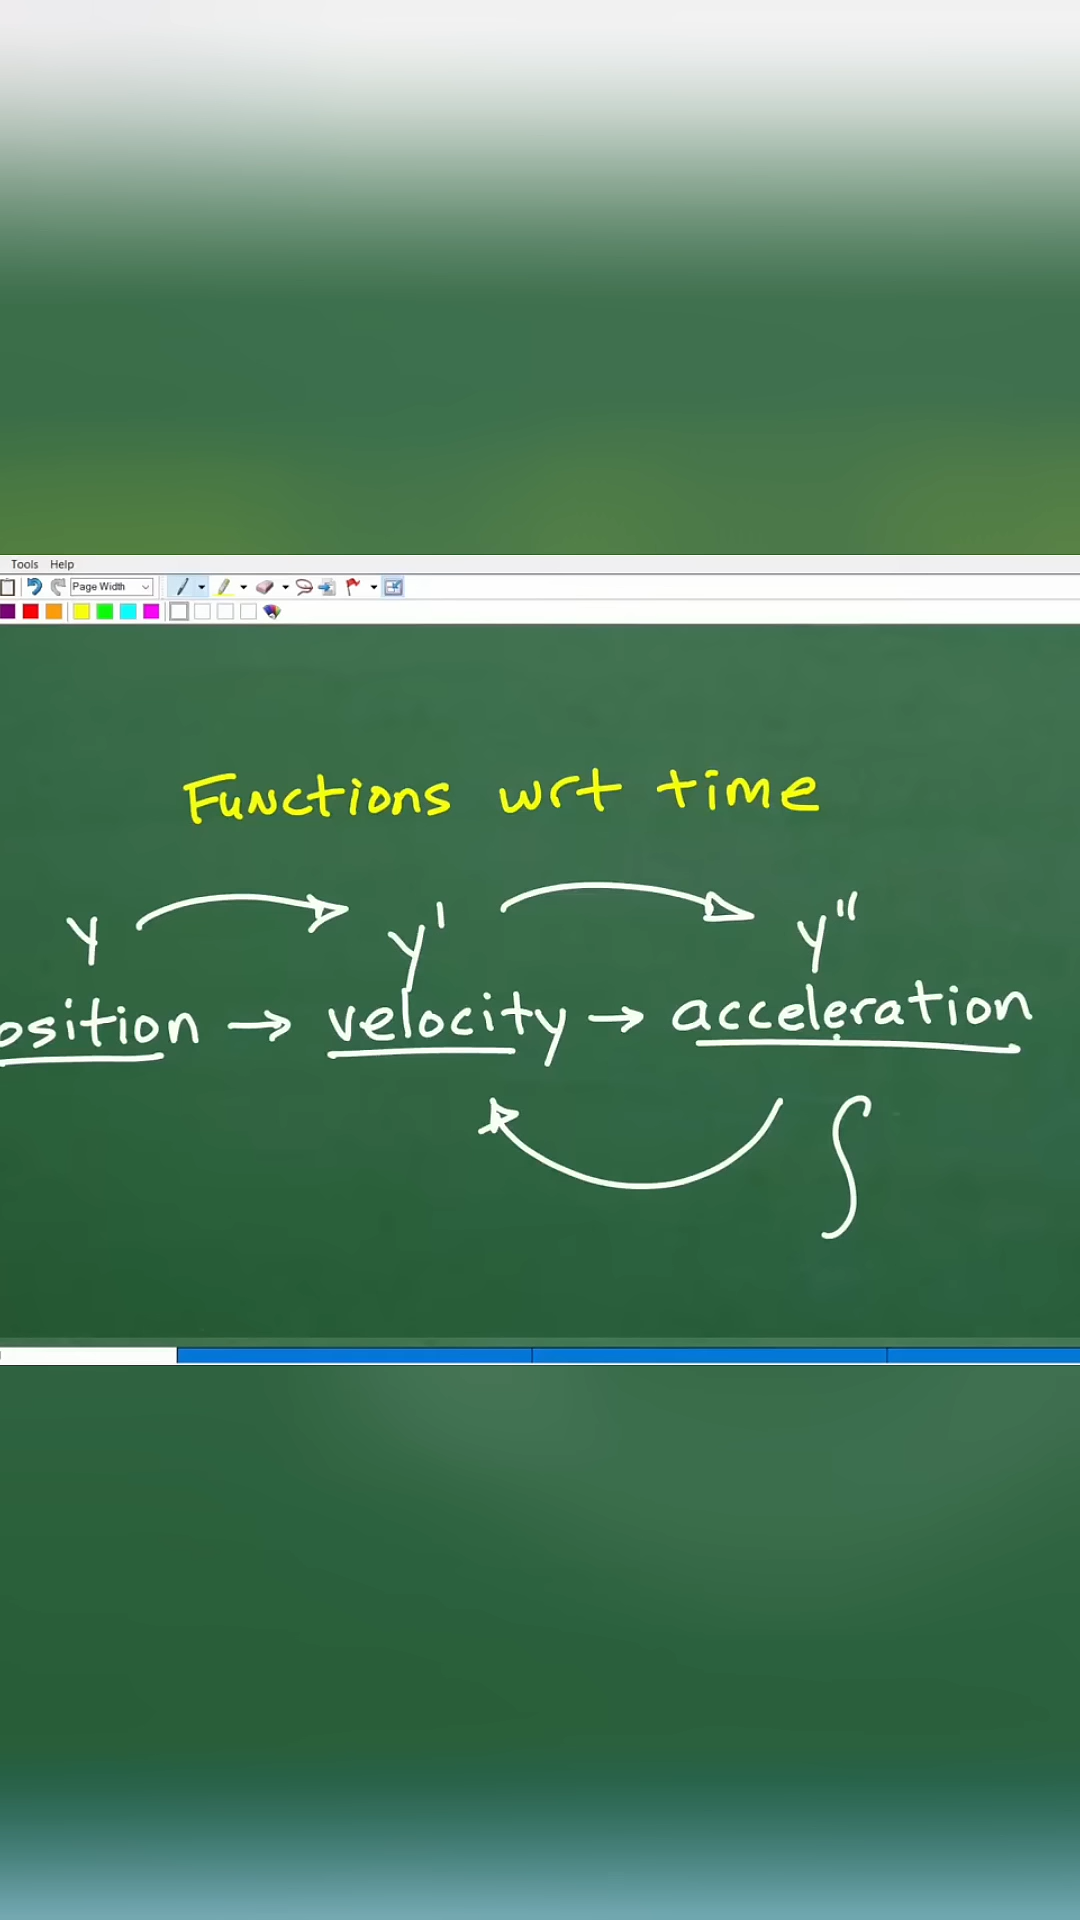 Tools Help
Page Width
Functions wrt time
y y' y"
osition → velocity → acceleration
∫